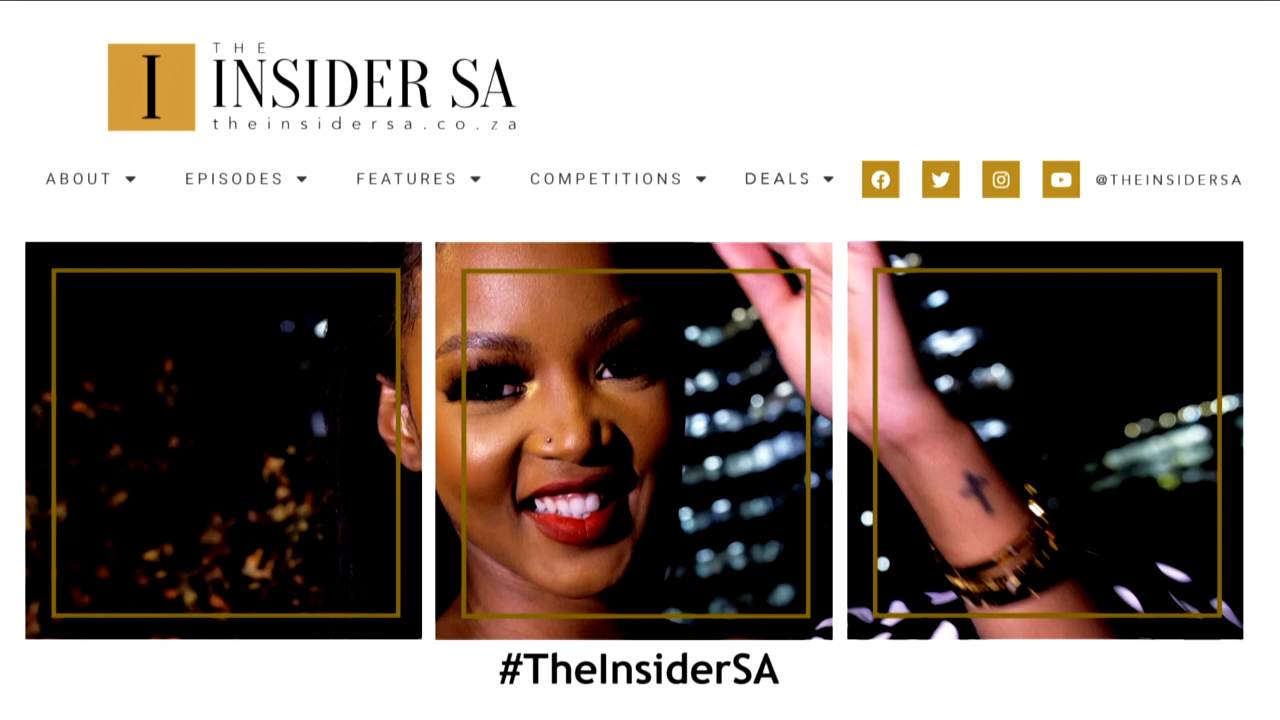 I
THE
INSIDER SA
theinsidersa.co.za
ABOUT EPISODES FEATURES COMPETITIONS DEALS @THEINSIDERSA
#TheInsiderSA